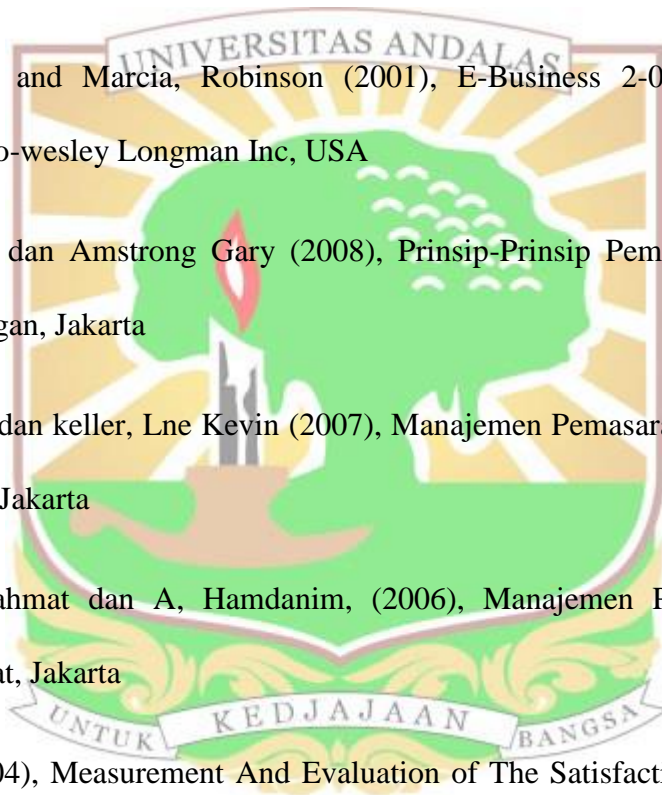 UNIVERSITAS ANDALAS
and Marcia, Robinson (2001), E-Business 2-0
o-wesley Longman Inc, USA
dan Amstrong Gary (2008), Prinsip-Prinsip Pem
gan, Jakarta
dan keller, Lne Kevin (2007), Manajemen Pemasara
Jakarta
ahmat dan A, Hamdanim, (2006), Manajemen
at, Jakarta
UNTUK KEDJAJAAN BANGSA
04), Measurement And Evaluation of The Satisfacti